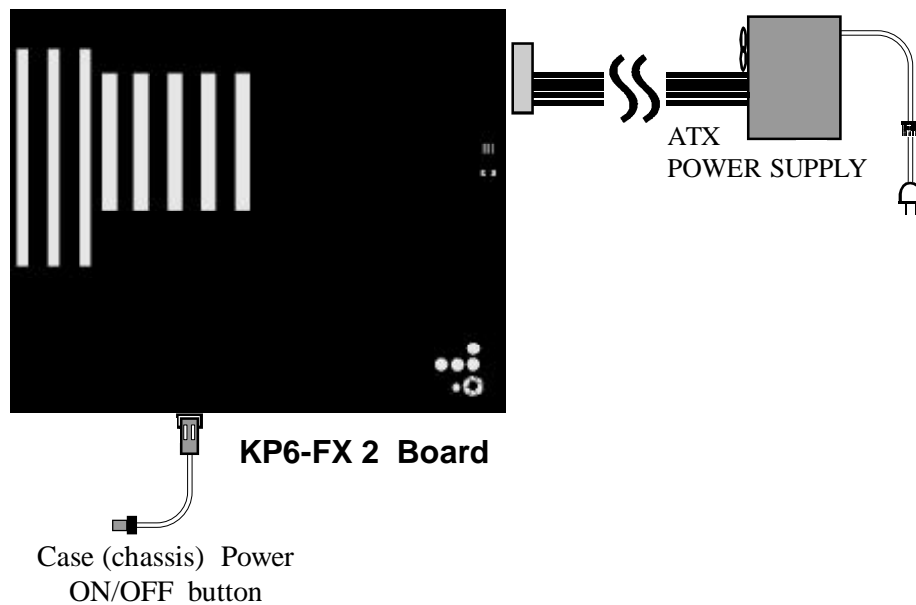 ATX
POWER SUPPLY
KP6-FX 2 Board
Case (chassis) Power
ON/OFF button